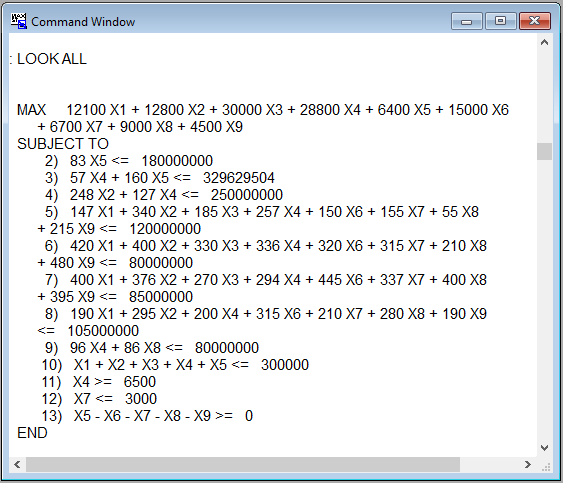 Command Window
: LOOK ALL
MAX 12100 X1 + 12800 X2 + 30000 X3 + 28800 X4 + 6400 X5 + 15000 X6
+ 6700 X7 + 9000 X8 + 4500 X9
SUBJECT TO
2) 83 X5 <= 180000000
3) 57 X4 + 160 X5 <= 329629504
4) 248 X2 + 127 X4 <= 250000000
5) 147 X1 + 340 X2 + 185 X3 + 257 X4 + 150 X6 + 155 X7 + 55 X8
+ 215 X9 <= 120000000
6) 420 X1 + 400 X2 + 330 X3 + 336 X4 + 320 X6 + 315 X7 + 210 X8
+ 480 X9 <= 80000000
7) 400 X1 + 376 X2 + 270 X3 + 294 X4 + 445 X6 + 337 X7 + 400 X8
+ 395 X9 <= 85000000
8) 190 X1 + 295 X2 + 200 X4 + 315 X6 + 210 X7 + 280 X8 + 190 X9
<= 105000000
9) 96 X4 + 86 X8 <= 80000000
10) X1 + X2 + X3 + X4 + X5 <= 300000
11) X4 >= 6500
12) X7 <= 3000
13) X5 - X6 - X7 - X8 - X9 >= 0
END